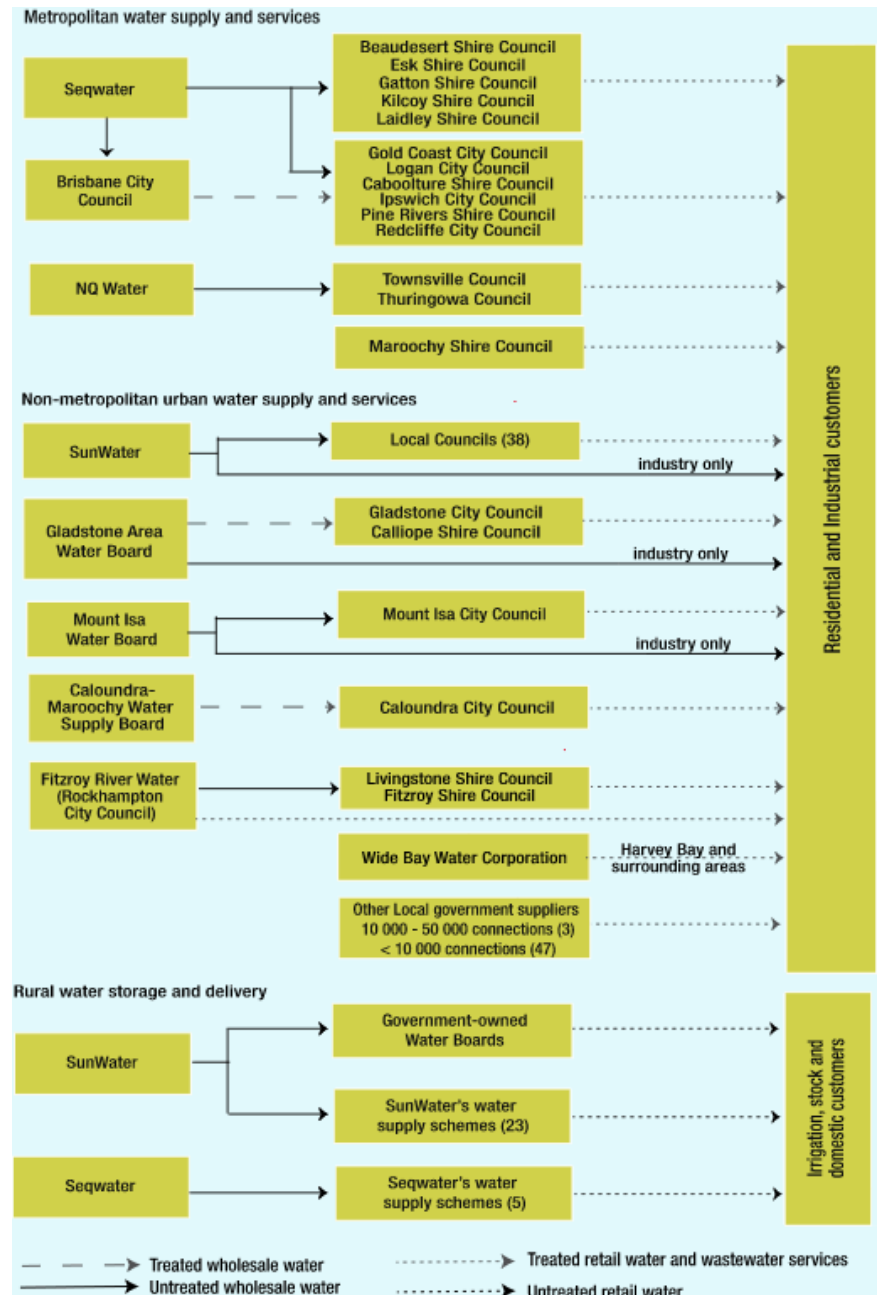 Metropolitan water supply and services
Seqwater
Beaudesert Shire Council
Esk Shire Council
Gatton Shire Council
Kilcoy Shire Council
Laidley Shire Council
Brisbane City
Council
Gold Coast City Council
Logan City Council
Caboolture Shire Council
Ipswich City Council
Pine Rivers Shire Council
Redcliffe City Council
NQ Water
Townsville Council
Thuringowa Council
Maroochy Shire Council
Residential and Industrial customers
Non-metropolitan urban water supply and services
SunWater
Local Councils (38)
industry only
Gladstone Area
Water Board
Gladstone City Council
Calliope Shire Council
industry only
Mount Isa
Water Board
Mount Isa City Council
industry only
Caloundra-
Maroochy Water
Supply Board
Caloundra City Council
Fitzroy River Water
(Rockhampton
City Council)
Livingstone Shire Council
Fitzroy Shire Council
Wide Bay Water Corporation
Harvey Bay and
surrounding areas
Other Local government suppliers
10 000 - 50 000 connections (3)
< 10 000 connections (47)
Rural water storage and delivery
SunWater
Government-owned
Water Boards
SunWater's water
supply schemes (23)
Seqwater
Seqwater's water
supply schemes (5)
Irrigation, stock and
domestic customers
Treated wholesale water
Treated retail water and wastewater services
Untreated wholesale water
Untreated retail water